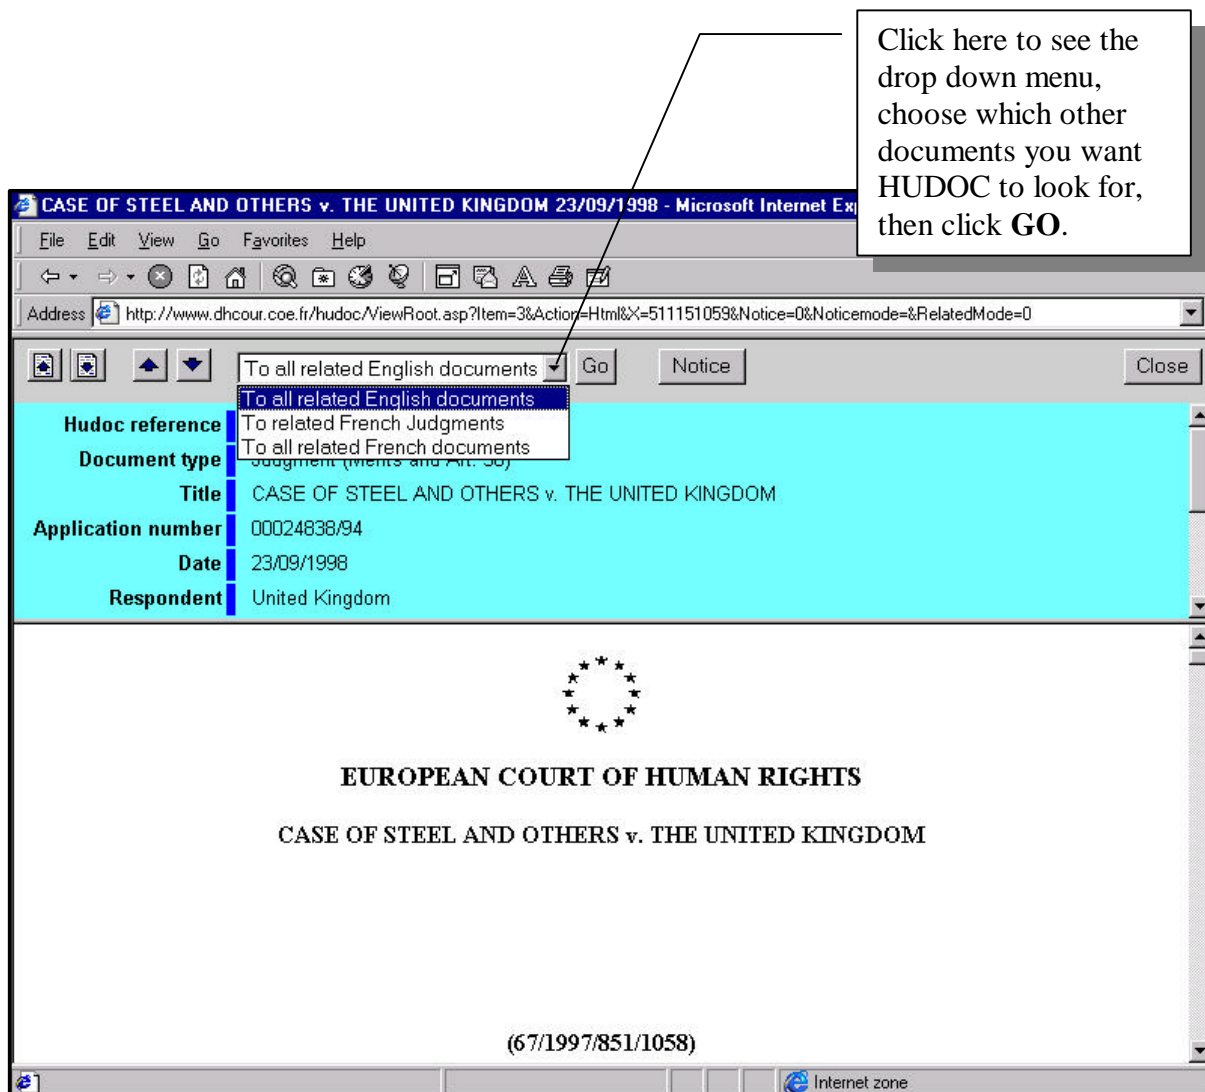 Click here to see the
drop down menu,
choose which other
documents you want
HUDOC to look for,
then click GO.
CASE OF STEEL AND OTHERS v. THE UNITED KINGDOM 23/09/1998 - Microsoft Internet Ex
File Edit View Go Favorites Help
Address http://www.dhcour.coe.fr/hudoc/ViewRoot.asp?Item=3&Action=Html&X=511151059&Notice=0&Noticemode=&RelatedMode=0
To all related English documents Go Notice Close
To all related English documents
To related French Judgments
To all related French documents
Hudoc reference
Document type Judgment (Merits and Art. 50)
Title CASE OF STEEL AND OTHERS v. THE UNITED KINGDOM
Application number 00024838/94
Date 23/09/1998
Respondent United Kingdom
EUROPEAN COURT OF HUMAN RIGHTS
CASE OF STEEL AND OTHERS v. THE UNITED KINGDOM
(67/1997/851/1058)
Internet zone